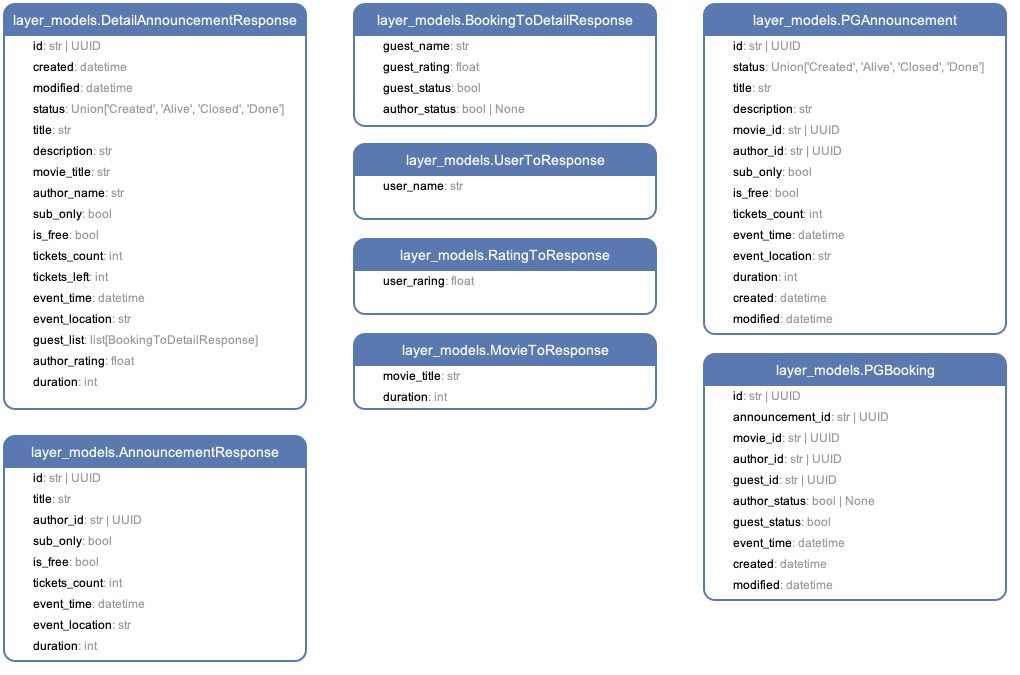 layer_models.DetailAnnouncementResponse
id: str | UUID
created: datetime
modified: datetime
status: Union['Created', 'Alive', 'Closed', 'Done']
title: str
description: str
movie_title: str
author_name: str
sub_only: bool
is_free: bool
tickets_count: int
tickets_left: int
event_time: datetime
event_location: str
guest_list: list[BookingToDetailResponse]
author_rating: float
duration: int
layer_models.AnnouncementResponse
id: str | UUID
title: str
author_id: str | UUID
sub_only: bool
is_free: bool
tickets_count: int
event_time: datetime
event_location: str
duration: int
layer_models.BookingToDetailResponse
guest_name: str
guest_rating: float
guest_status: bool
author_status: bool | None
layer_models.UserToResponse
user_name: str
layer_models.RatingToResponse
user_raring: float
layer_models.MovieToResponse
movie_title: str
duration: int
layer_models.PGAnnouncement
id: str | UUID
status: Union['Created', 'Alive', 'Closed', 'Done']
title: str
description: str
movie_id: str | UUID
author_id: str | UUID
sub_only: bool
is_free: bool
tickets_count: int
event_time: datetime
event_location: str
duration: int
created: datetime
modified: datetime
layer_models.PGBooking
id: str | UUID
announcement_id: str | UUID
movie_id: str | UUID
author_id: str | UUID
guest_id: str | UUID
author_status: bool | None
guest_status: bool
event_time: datetime
created: datetime
modified: datetime